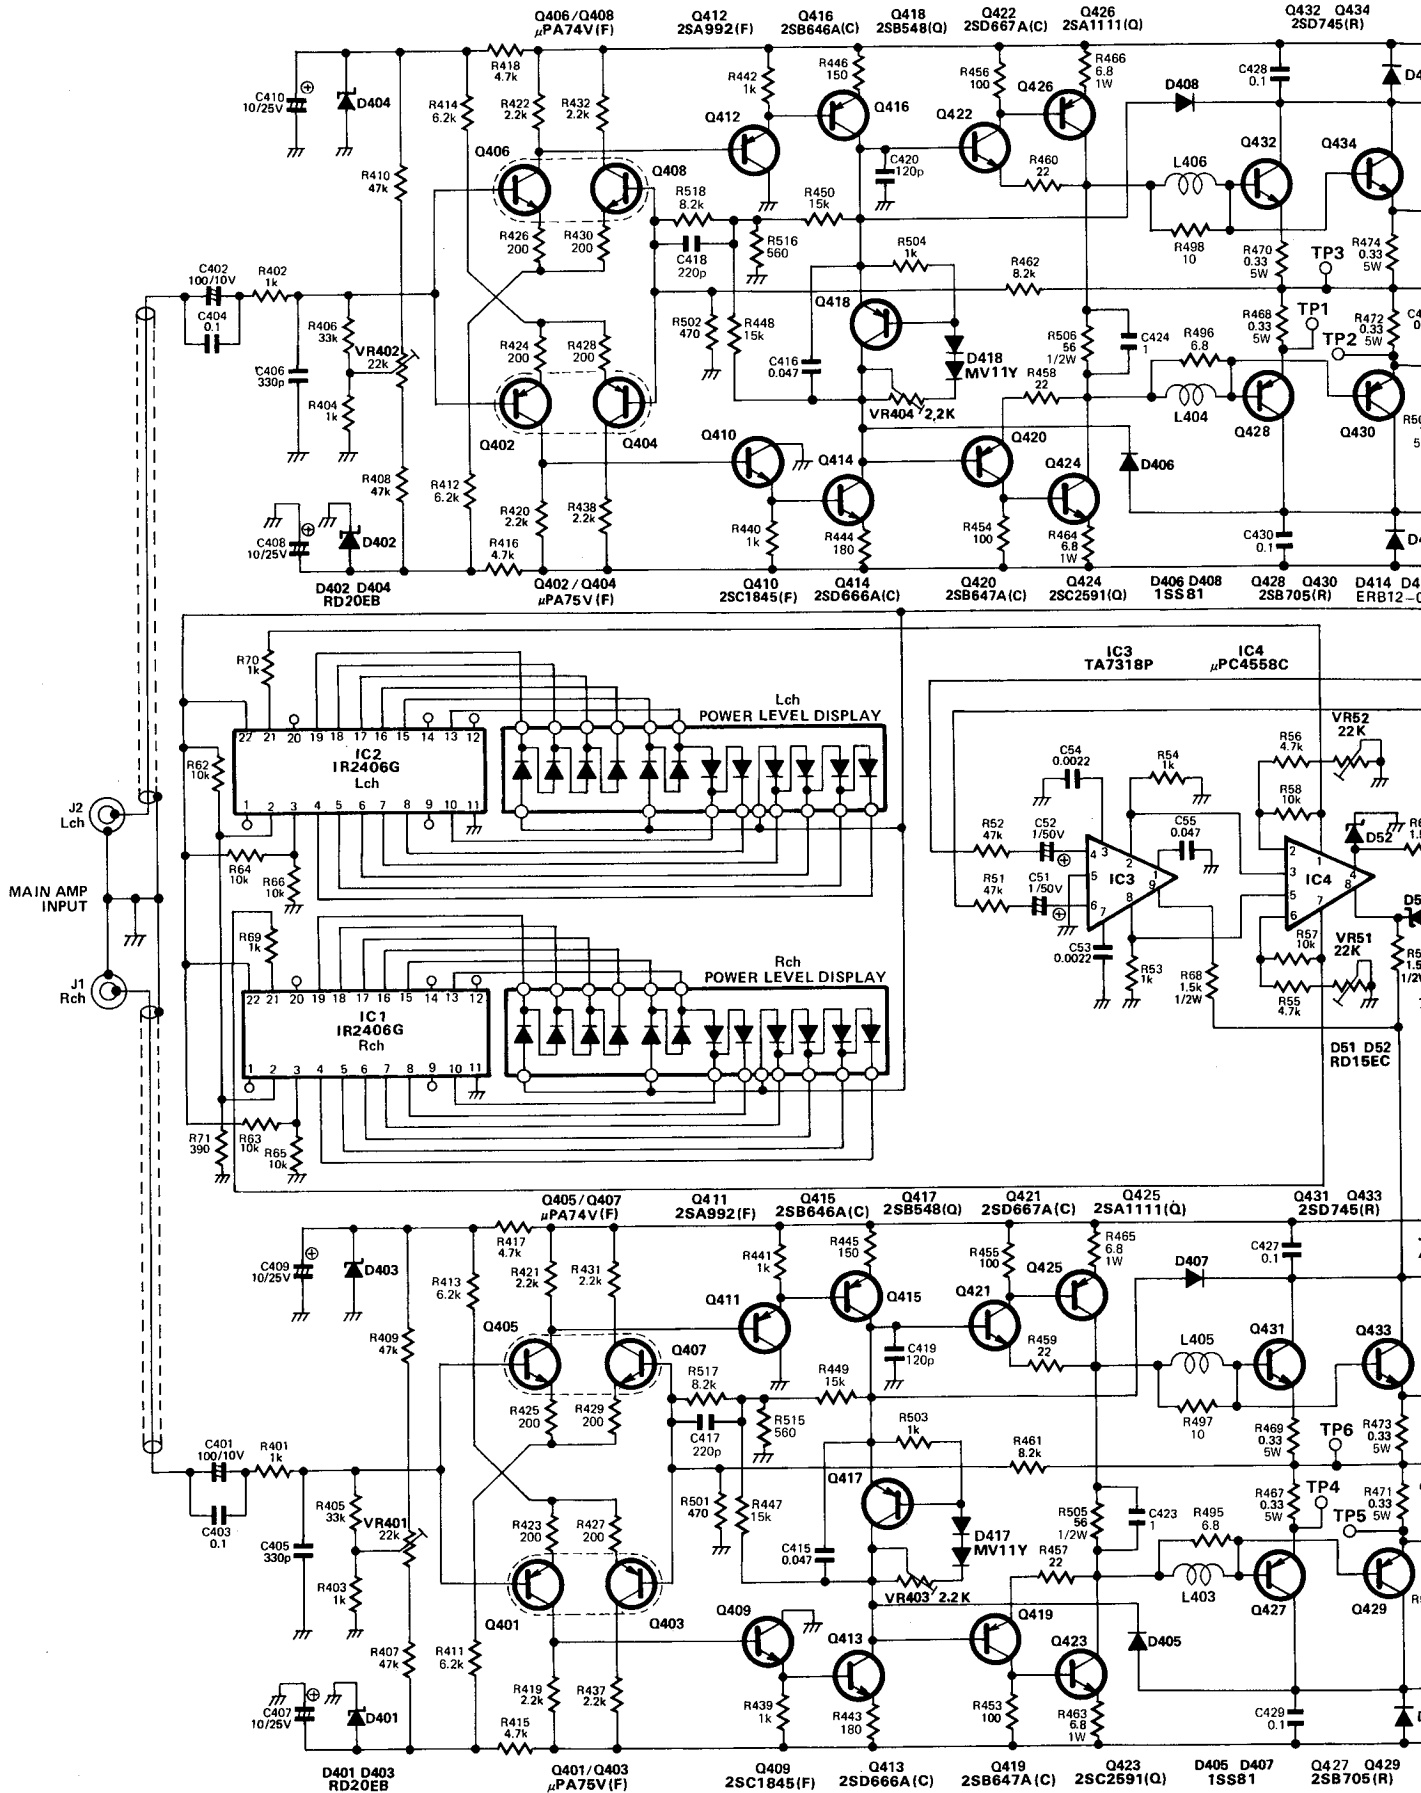 Q406/Q408
μPA74V(F)
Q412
2SA992(F)
Q416
2SB646A(C)
Q418
2SB548(Q)
Q422
2SD667A(C)
Q426
2SA1111(Q)
Q432 Q434
2SD745(R)
R418
4.7k
C410
10/25V
D404
R414
6.2k
R422
2.2k
R432
2.2k
R442
1k
R446
150
R456
100
R466
6.8
1W
D408
C428
0.1
Q412
Q416
Q422
Q426
Q432
Q434
Q406
Q408
R410
47k
C420
120p
R460
22
L406
R518
8.2k
R450
15k
R498
10
R426
200
R430
200
C418
220p
R516
560
R504
1k
R462
8.2k
R470
0.33
5W
TP3
R474
0.33
5W
C402
100/10V
R402
1k
C404
0.1
R406
33k
VR402
22k
C406
330p
R404
1k
R424
200
R428
200
R502
470
R448
15k
Q418
C416
0.047
D418
MV11Y
VR404 2,2K
R506
56
1/2W
C424
1
R458
22
R496
6.8
L404
R468
0.33
5W
TP1
TP2
R472
0.33
5W
Q402
Q404
Q410
Q414
Q420
Q424
D406
Q428
Q430
R408
47k
R412
6.2k
R420
2.2k
R438
2.2k
R416
4.7k
R440
1k
R444
180
R454
100
R464
6.8
1W
C430
0.1
C408
10/25V
D402
D402 D404
RD20EB
Q402/Q404
μPA75V(F)
Q410
2SC1845(F)
Q414
2SD666A(C)
Q420
2SB647A(C)
Q424
2SC2591(Q)
D406 D408
1SS81
Q428 Q430
2SB705(R)
D414
ERB12-
R70
1k
IC3
TA7318P
IC4
μPC4558C
Lch
POWER LEVEL DISPLAY
22 21 20 19 18 17 16 15 14 13 12
IC2
IR2406G
Lch
1 2 3 4 5 6 7 8 9 10 11
R62
10k
R64
10k
R66
10k
J2
Lch
MAIN AMP
INPUT
J1
Rch
C54
0.0022
R54
1k
R56
4.7k
VR52
22K
R58
10k
R52
47k
C52
1/50V
C55
0.047
D52
R51
47k
C51
1/50V
4 3 2 1 5 9 6 7 8
IC3
2 1 3 4 8 5 6 7
IC4
C53
0.0022
R53
1k
R68
1.5k
1/2W
R57
10k
VR51
22K
R55
4.7k
D51 D52
RD15EC
R69
1k
Rch
POWER LEVEL DISPLAY
22 21 20 19 18 17 16 15 14 13 12
IC1
IR2406G
Rch
1 2 3 4 5 6 7 8 9 10 11
R71
390
R63
10k
R65
10k
Q405/Q407
μPA74V(F)
Q411
2SA992(F)
Q415
2SB646A(C)
Q417
2SB548(Q)
Q421
2SD667A(C)
Q425
2SA1111(Q)
Q431 Q433
2SD745(R)
R417
4.7k
C409
10/25V
D403
R413
6.2k
R421
2.2k
R431
2.2k
R441
1k
R445
150
R455
100
R465
6.8
1W
D407
C427
0.1
Q411
Q415
Q421
Q425
Q431
Q433
Q405
Q407
R409
47k
C419
120p
R459
22
L405
R517
8.2k
R449
15k
R497
10
R425
200
R429
200
C417
220p
R515
560
R503
1k
R461
8.2k
R469
0.33
5W
TP6
R473
0.33
5W
C401
100/10V
R401
1k
C403
0.1
R405
33k
VR401
22k
C405
330p
R403
1k
R423
200
R427
200
R501
470
R447
15k
Q417
C415
0.047
D417
MV11Y
VR403 2.2K
R505
56
1/2W
C423
1
R457
22
R495
6.8
L403
R467
0.33
5W
TP4
TP5
R471
0.33
5W
Q401
Q403
Q409
Q413
Q419
Q423
D405
Q427
Q429
R407
47k
R411
6.2k
R419
2.2k
R437
2.2k
R415
4.7k
R439
1k
R443
180
R453
100
R463
6.8
1W
C429
0.1
C407
10/25V
D401
D401 D403
RD20EB
Q401/Q403
μPA75V(F)
Q409
2SC1845(F)
Q413
2SD666A(C)
Q419
2SB647A(C)
Q423
2SC2591(Q)
D405 D407
1SS81
Q427 Q429
2SB705(R)